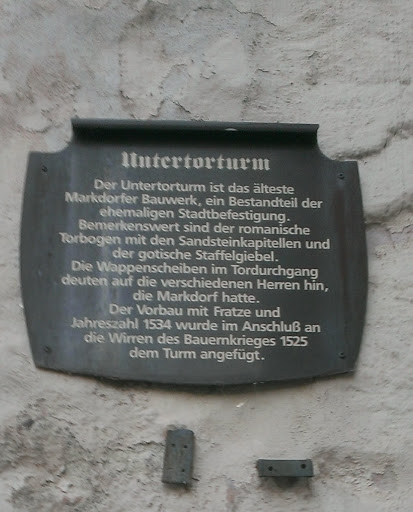 Untertorturm
Der Untertorturm ist das älteste
Markdorfer Bauwerk, ein Bestandteil der
ehemaligen Stadtbefestigung.
Bemerkenswert sind der romanische
Torbogen mit den Sandsteinkapitellen und
der gotische Staffelgiebel.
Die Wappenscheiben im Tordurchgang
deuten auf die verschiedenen Herren hin,
die Markdorf hatte.
Der Vorbau mit Fratze und
Jahreszahl 1534 wurde im Anschluß an
die Wirren des Bauernkrieges 1525
dem Turm angefügt.